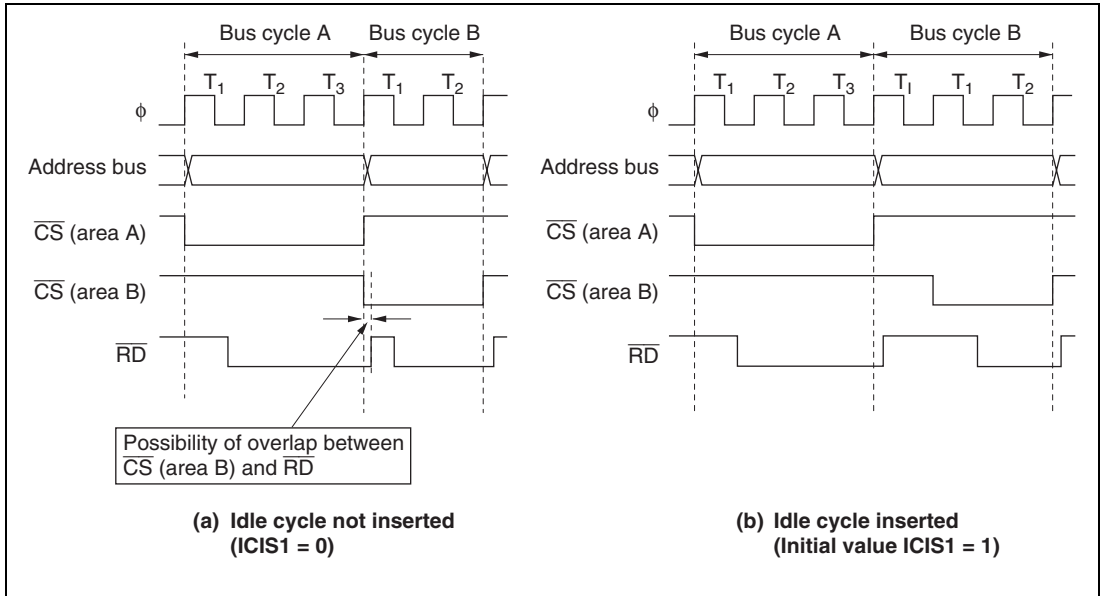 Bus cycle A
Bus cycle B
T1
T2
T3
T1
T2
ϕ
Address bus
CS (area A)
CS (area B)
RD
Possibility of overlap between
CS (area B) and RD
(a) Idle cycle not inserted
(ICIS1 = 0)
Bus cycle A
Bus cycle B
T1
T2
T3
TI
T1
T2
ϕ
Address bus
CS (area A)
CS (area B)
RD
(b) Idle cycle inserted
(Initial value ICIS1 = 1)